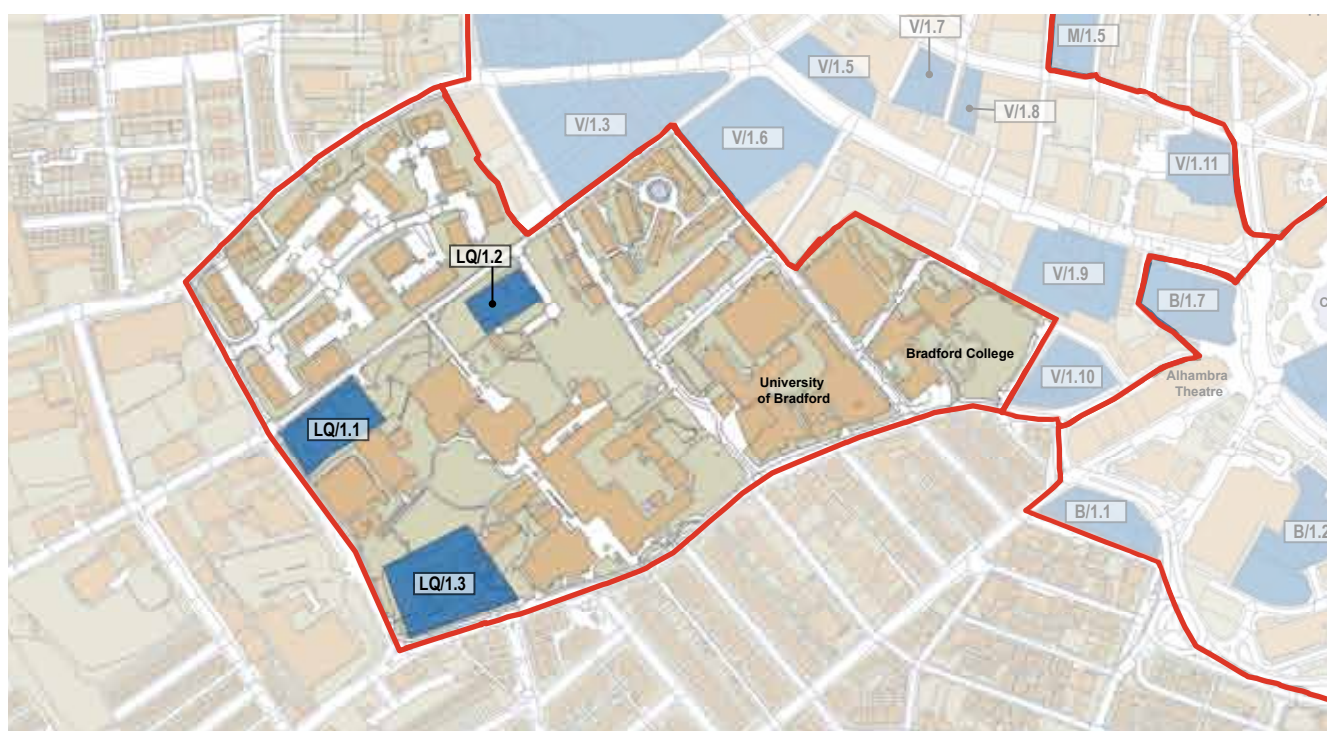 V/1.7
M/1.5
V/1.5
V/1.8
V/1.3
V/1.6
V/1.11
LQ/1.2
V/1.9
B/1.7
C
Bradford College
V/1.10
Alhambra
Theatre
University
of Bradford
LQ/1.1
B/1.1
B/1.2
LQ/1.3